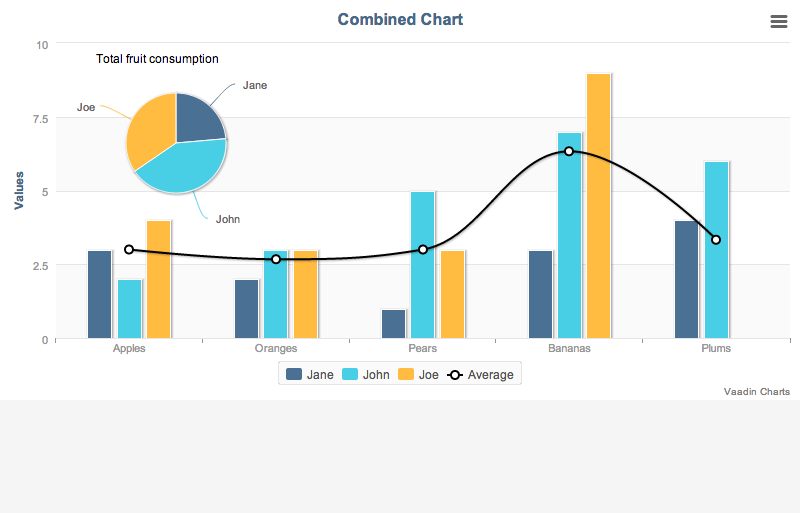 Combined Chart
Total fruit consumption
Jane
Joe
John
Values
10
7.5
5
2.5
0
Apples Oranges Pears Bananas Plums
Jane John Joe Average
Vaadin Charts